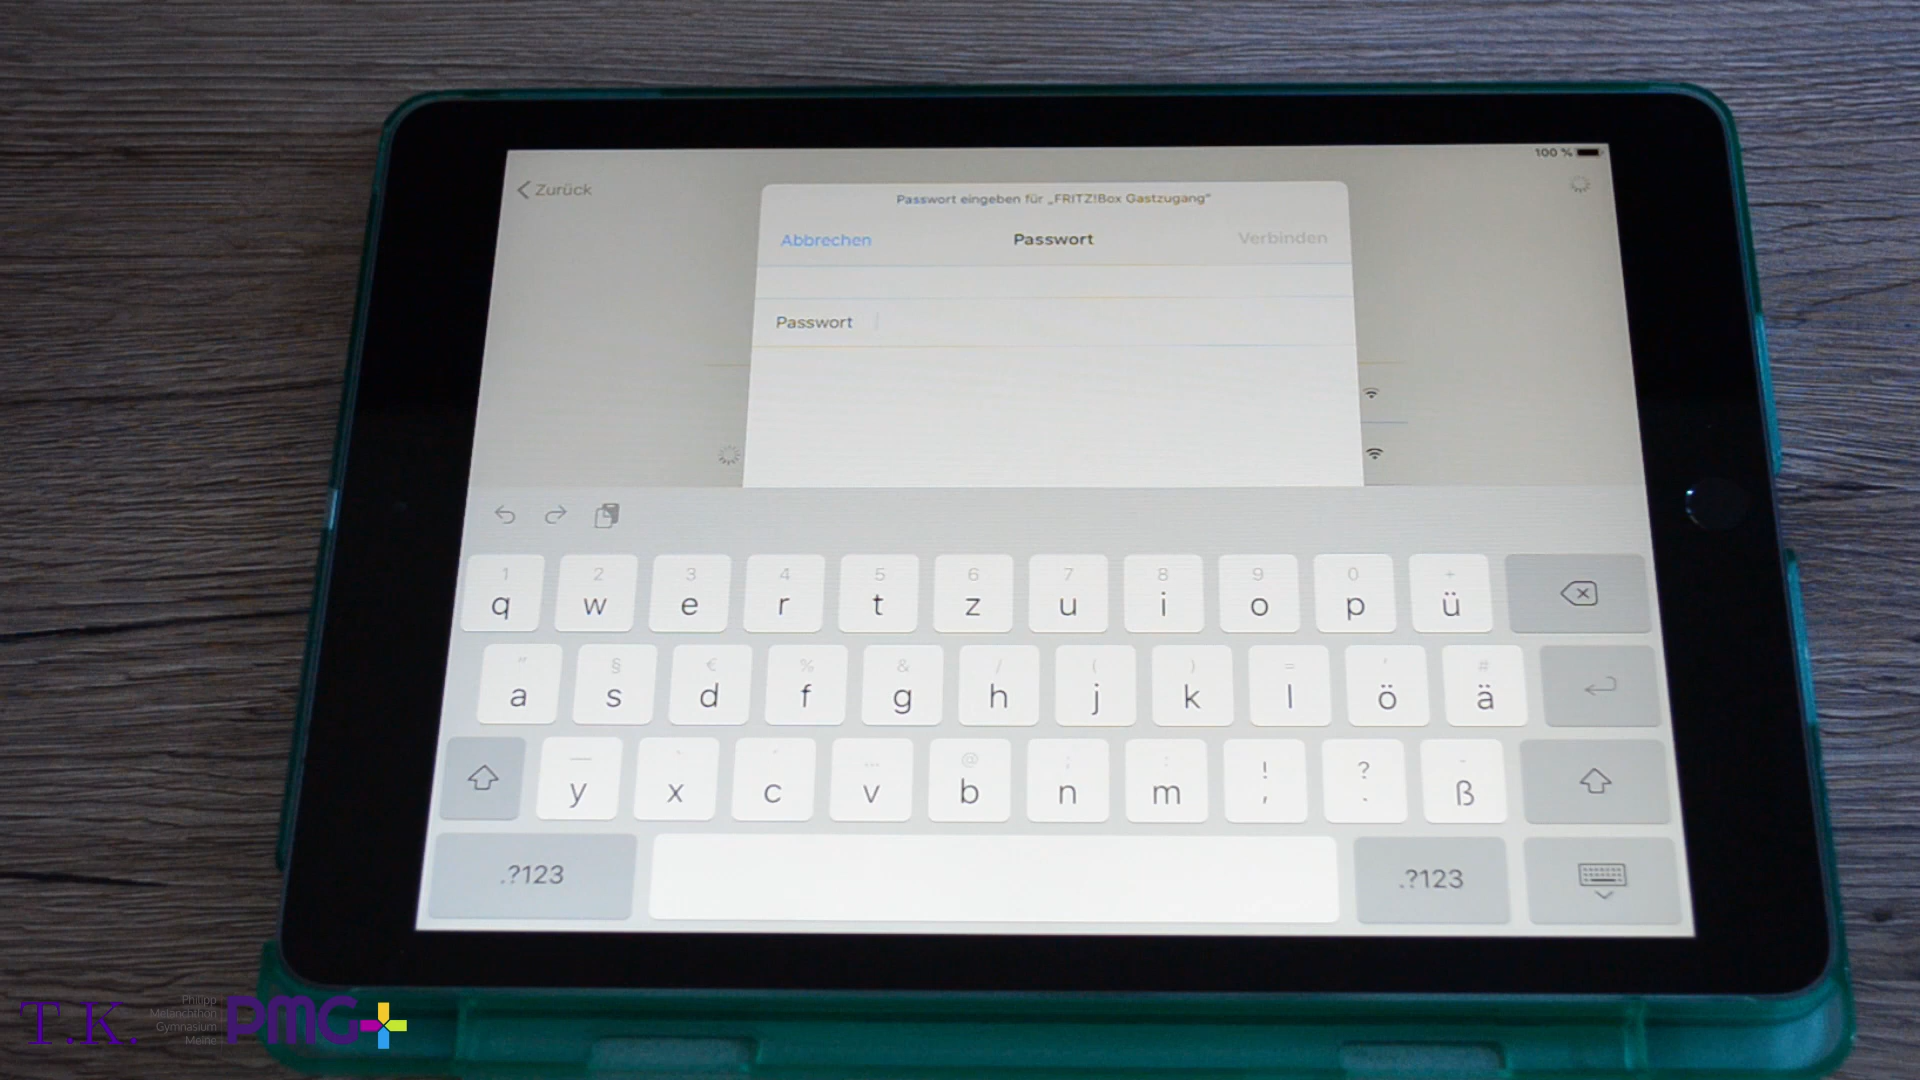 100 %
Zurück
Passwort eingeben für „FRITZ!Box Gastzugang“
Abbrechen Passwort Verbinden
Passwort
1 2 3 4 5 6 7 8 9 0 +
q w e r t z u i o p ü
" § € % & / ( ) = ' #
a s d f g h j k l ö ä
— ` ´ … @ ; : ! ? -
y x c v b n m , . ß
.?123 .?123
T.K.
Philipp
Melanchthon
Gymnasium
Meine
PMG+